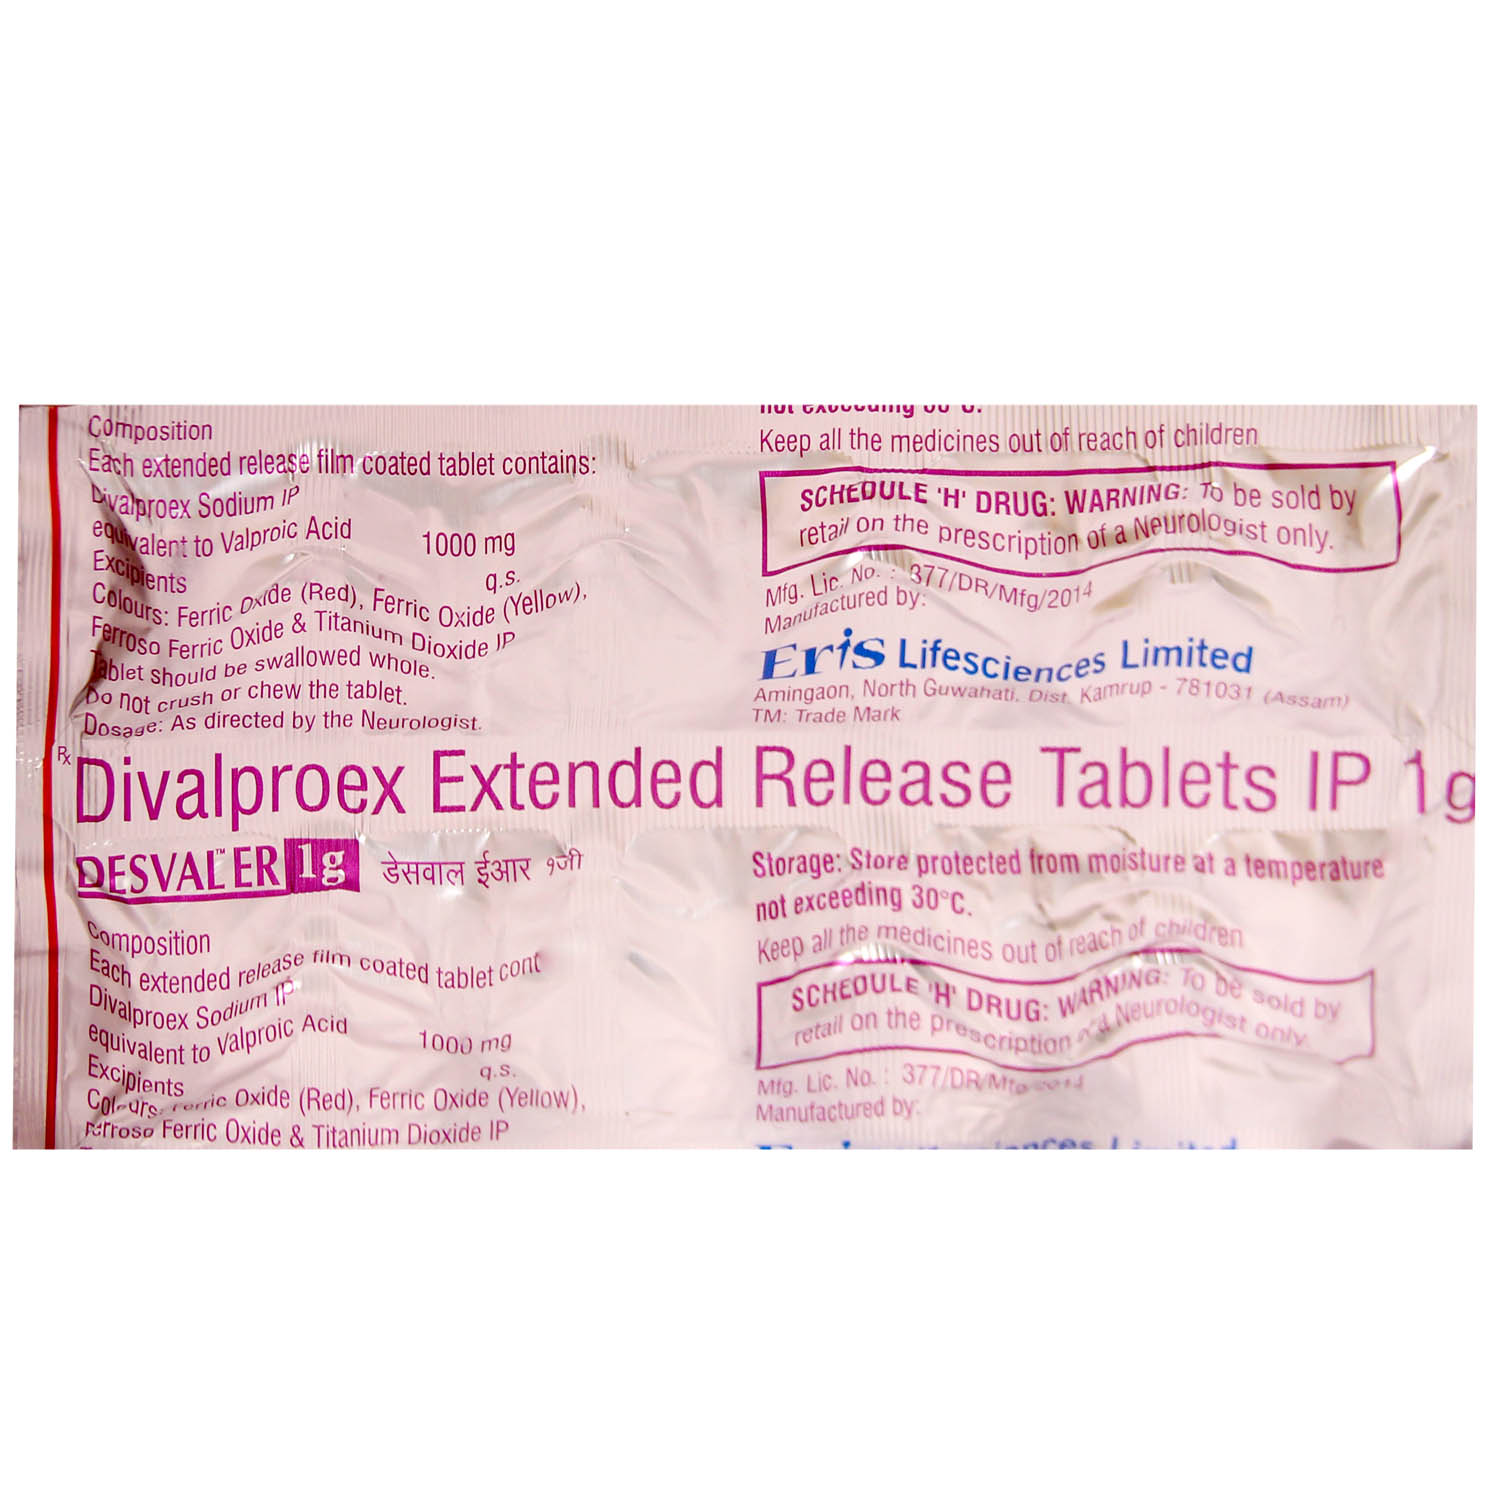 Composition
Each extended release film coated tablet contains:
Divalproex Sodium IP
equivalent to Valproic Acid 1000 mg
Excipients q.s.
Colours: Ferric Oxide (Red), Ferric Oxide (Yellow),
Ferroso Ferric Oxide & Titanium Dioxide IP
Tablet should be swallowed whole.
Do not crush or chew the tablet.
Dosage: As directed by the Neurologist.
Keep all the medicines out of reach of children
SCHEDULE 'H' DRUG: WARNING: To be sold by
retail on the prescription of a Neurologist only.
Mfg. Lic. No. : 377/DR/Mfg/2014
Manufactured by:
Eris Lifesciences Limited
Amingaon, North Guwahati, Dist. Kamrup - 781031 (Assam)
TM: Trade Mark
Rx Divalproex Extended Release Tablets IP 1g
DESVAL™ ER 1g डेसवाल ईआर १जी
Composition
Each extended release film coated tablet cont
Divalproex Sodium IP
equivalent to Valproic Acid 1000 mg
Excipients q.s.
Colours: Ferric Oxide (Red), Ferric Oxide (Yellow),
Ferroso Ferric Oxide & Titanium Dioxide IP
Storage: Store protected from moisture at a temperature
not exceeding 30°C.
Keep all the medicines out of reach of children
SCHEDULE 'H' DRUG: WARNING: To be sold by
retail on the prescription of a Neurologist only.
Mfg. Lic. No. : 377/DR/Mfg/2014
Manufactured by: